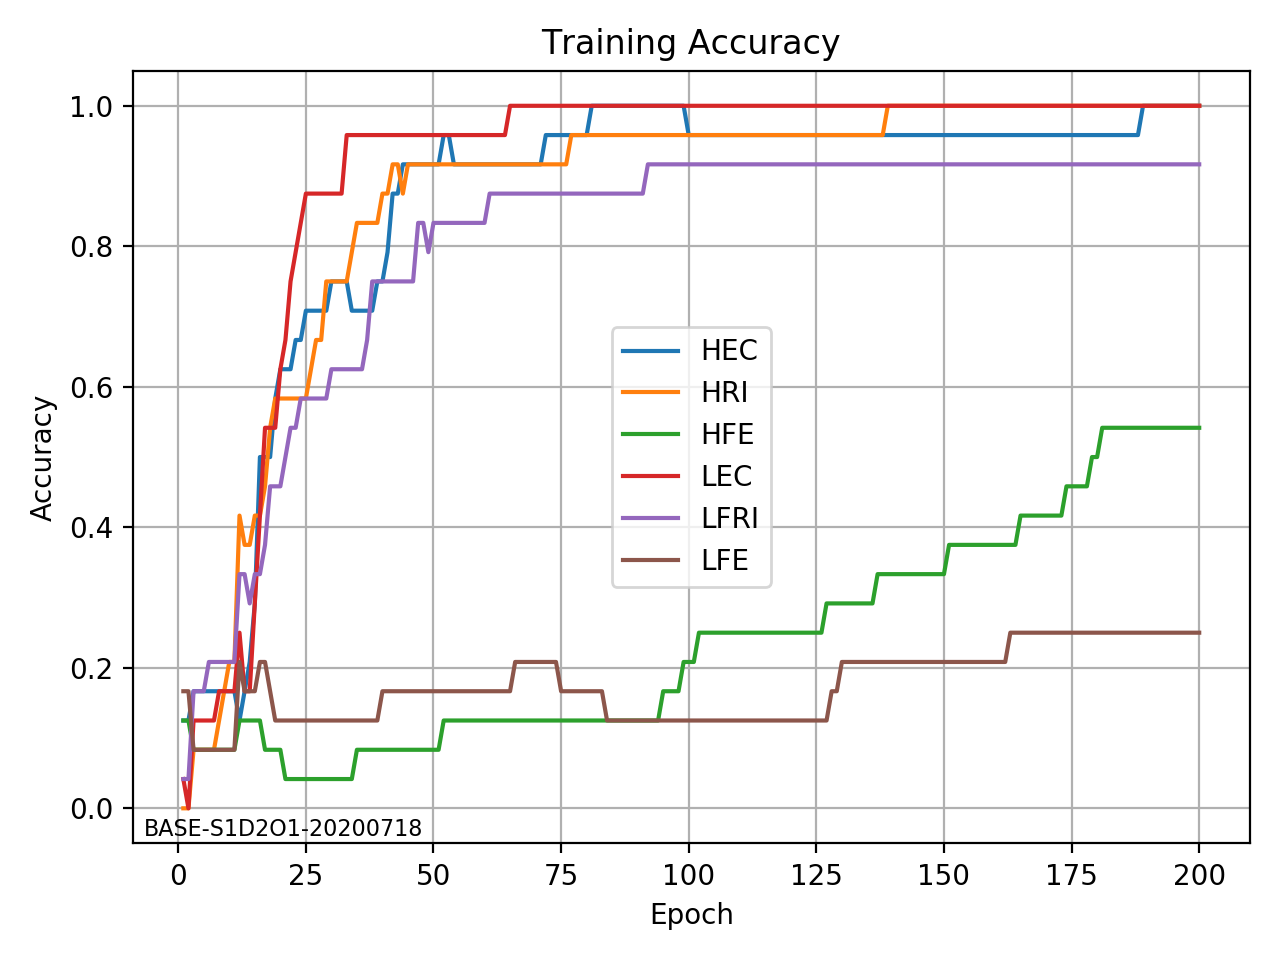 Training Accuracy
Accuracy
1.0
0.8
0.6
0.4
0.2
0.0
HEC
HRI
HFE
LEC
LFRI
LFE
BASE-S1D2O1-20200718
0 25 50 75 100 125 150 175 200
Epoch